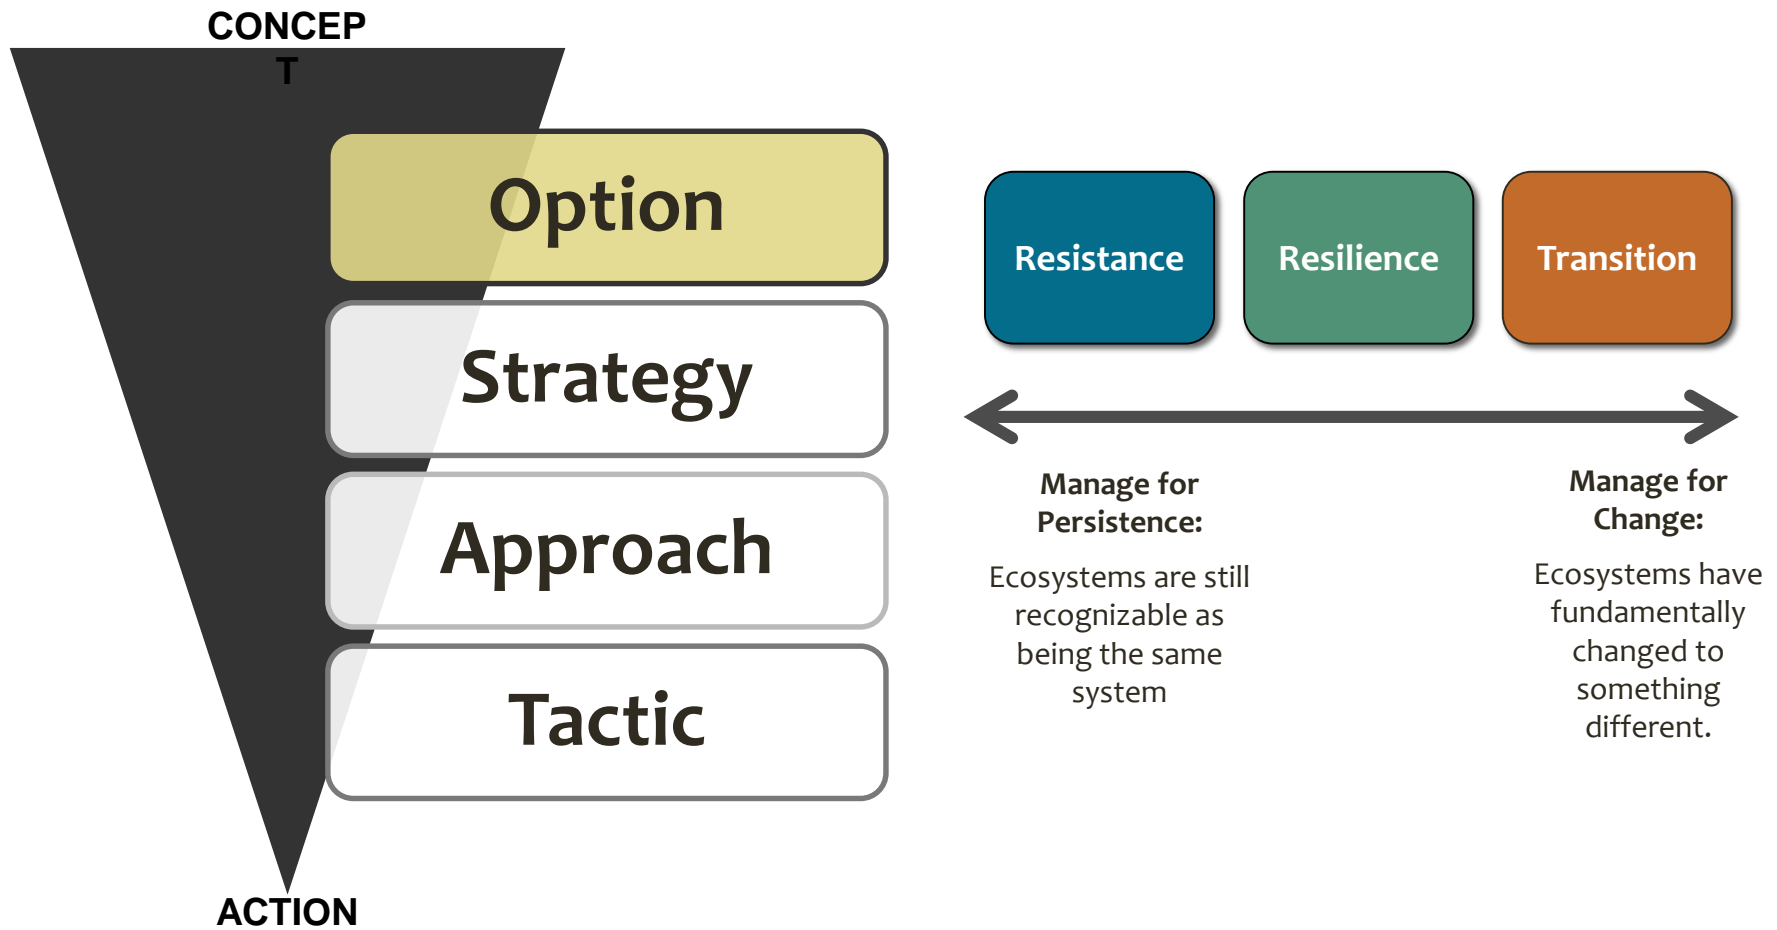 CONCEP
T
Option
Strategy
Approach
Tactic
ACTION
Resistance
Resilience
Transition
Manage for
Persistence:
Ecosystems are still
recognizable as
being the same
system
Manage for
Change:
Ecosystems have
fundamentally
changed to
something
different.